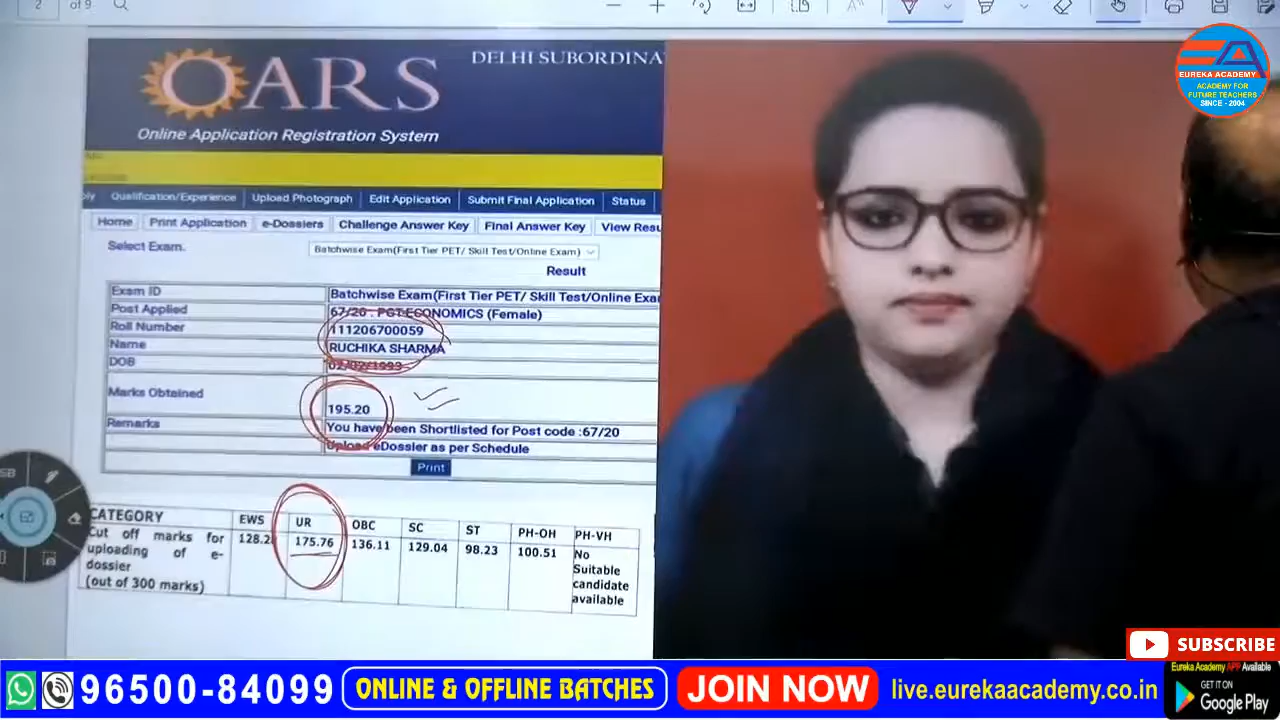 2 of 9
EUREKA ACADEMY
ACADEMY FOR
FUTURE TEACHERS
SINCE - 2004
DELHI SUBORDINA
OARS
Online Application Registration System
Qualification/Experience Upload Photograph Edit Application Submit Final Application Status
Home Print Application e-Dossiers Challenge Answer Key Final Answer Key View Resu
Select Exam. Batchwise Exam(First Tier PET/ Skill Test/Online Exam)
Result
Exam ID Batchwise Exam(First Tier PET/ Skill Test/Online Exa
Post Applied 67/20 : PGT-ECONOMICS (Female)
Roll Number 111206700059
Name RUCHIKA SHARMA
DOB 02/02/1993
Marks Obtained 195.20
Remarks You have been Shortlisted for Post code :67/20
Upload eDossier as per Schedule
Print
CATEGORY EWS UR OBC SC ST PH-OH PH-VH
Cut off marks for uploading of e-dossier (out of 300 marks) 128.2 175.76 136.11 129.04 98.23 100.51 No Suitable candidate available
SUBSCRIBE
96500-84099 ONLINE & OFFLINE BATCHES JOIN NOW live.eurekaacademy.co.in
Eureka Academy APP Available
GET IT ON
Google Play